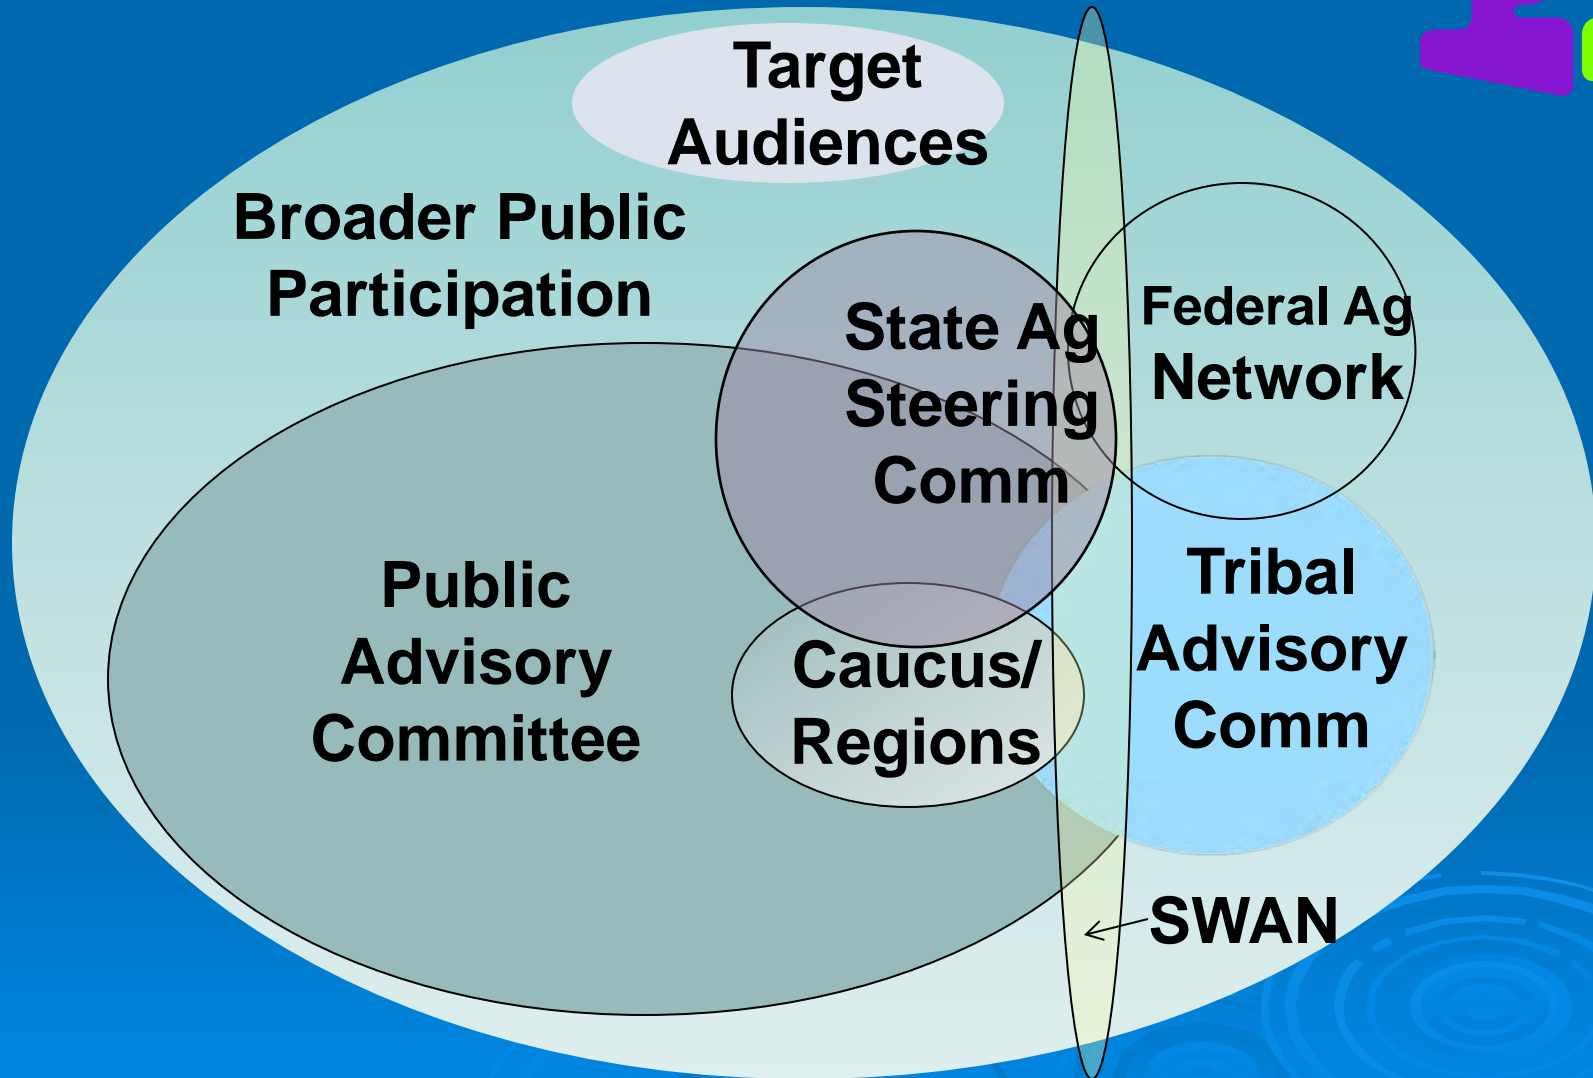 Target
Audiences
Broader Public
Participation
State Ag
Steering
Comm
Federal Ag
Network
Public
Advisory
Committee
Caucus/
Regions
Tribal
Advisory
Comm
SWAN